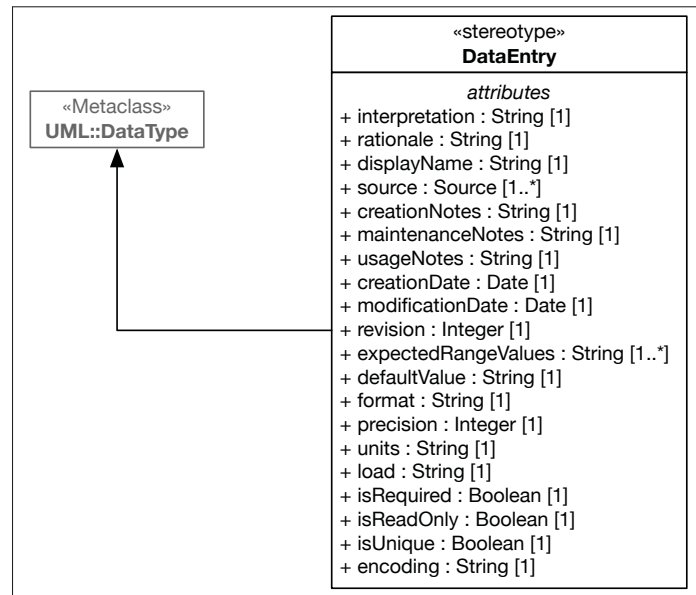 «stereotype»
DataEntry
«Metaclass»
UML::DataType
attributes
+ interpretation : String [1]
+ rationale : String [1]
+ displayName : String [1]
+ source : Source [1..*]
+ creationNotes : String [1]
+ maintenanceNotes : String [1]
+ usageNotes : String [1]
+ creationDate : Date [1]
+ modificationDate : Date [1]
+ revision : Integer [1]
+ expectedRangeValues : String [1..*]
+ defaultValue : String [1]
+ format : String [1]
+ precision : Integer [1]
+ units : String [1]
+ load : String [1]
+ isRequired : Boolean [1]
+ isReadOnly : Boolean [1]
+ isUnique : Boolean [1]
+ encoding : String [1]